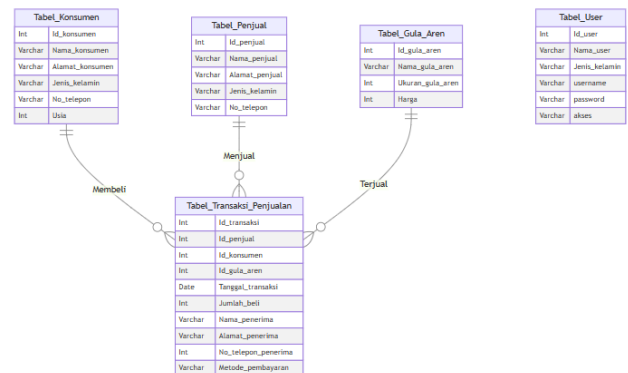 Tabel_Konsumen
Int Id_konsumen
Varchar Nama_konsumen
Varchar Alamat_konsumen
Varchar Jenis_kelamin
Varchar No_telepon
Int Usia
Tabel_Penjual
Int Id_penjual
Varchar Nama_penjual
Varchar Alamat_penjual
Varchar Jenis_kelamin
Varchar No_telepon
Tabel_Gula_Aren
Int Id_gula_aren
Varchar Nama_gula_aren
Int Ukuran_gula_aren
Int Harga
Tabel_User
Int Id_user
Varchar Nama_user
Varchar Jenis_kelamin
Varchar username
Varchar password
Varchar akses
Membeli
Menjual
Terjual
Tabel_Transaksi_Penjualan
Int Id_transaksi
Int Id_penjual
Int Id_konsumen
Int Id_gula_aren
Date Tanggal_transaksi
Int Jumlah_beli
Varchar Nama_penerima
Varchar Alamat_penerima
Int No_telepon_penerima
Varchar Metode_pembayaran